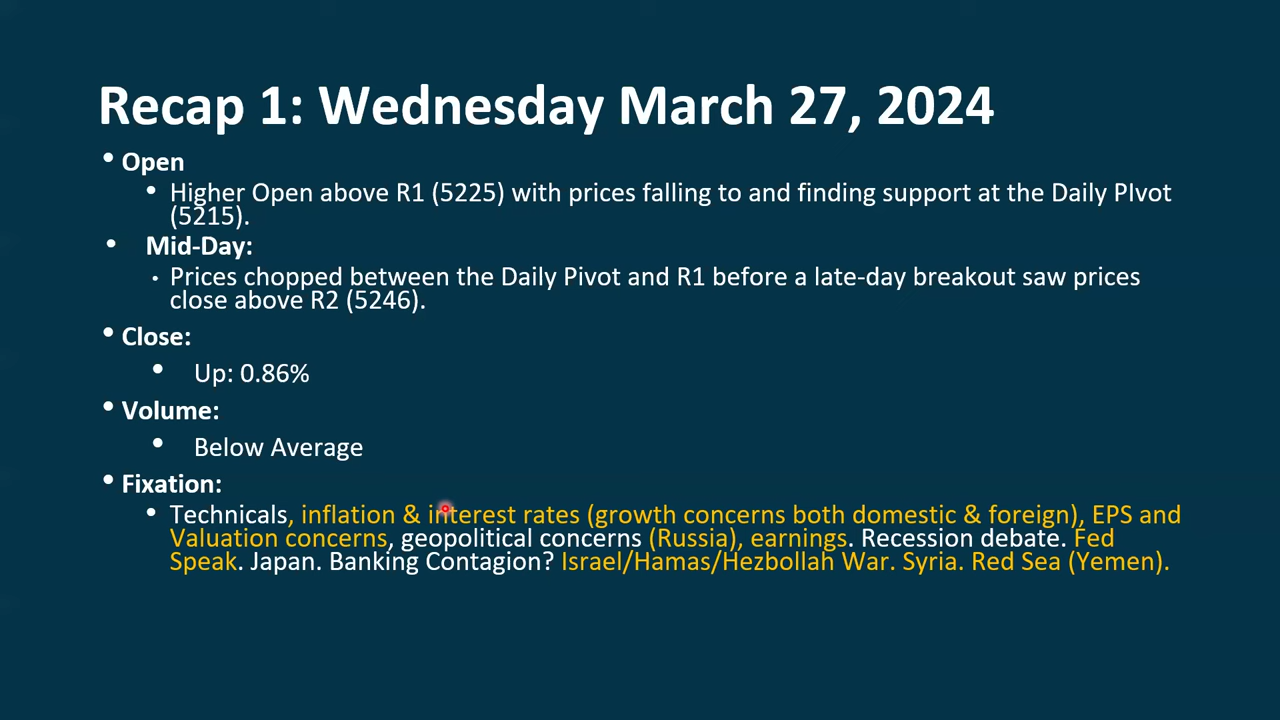 Recap 1: Wednesday March 27, 2024
• Open
• Higher Open above R1 (5225) with prices falling to and finding support at the Daily PIvot
(5215).
• Mid-Day:
• Prices chopped between the Daily Pivot and R1 before a late-day breakout saw prices
close above R2 (5246).
• Close:
• Up: 0.86%
• Volume:
• Below Average
• Fixation:
• Technicals, inflation & interest rates (growth concerns both domestic & foreign), EPS and
Valuation concerns, geopolitical concerns (Russia), earnings. Recession debate. Fed
Speak. Japan. Banking Contagion? Israel/Hamas/Hezbollah War. Syria. Red Sea (Yemen).